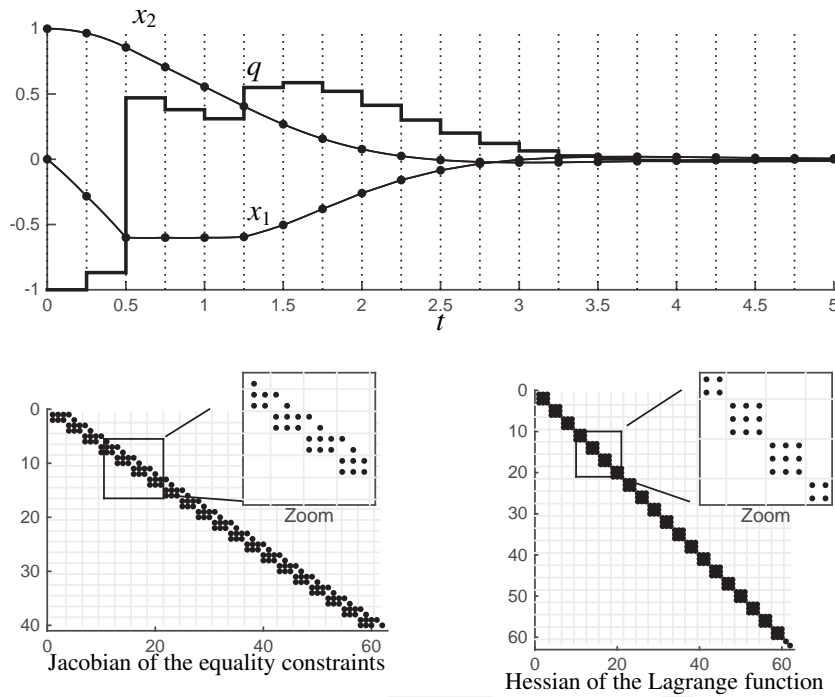 x2
1
q
0.5
0
x1
-0.5
-1
0 0.5 1 1.5 2 2.5 3 3.5 4 4.5 5
t
0
10
20
30
40
0 20 40 60
Zoom
Jacobian of the equality constraints
0
10
20
30
40
50
60
0 20 40 60
Zoom
Hessian of the Lagrange function